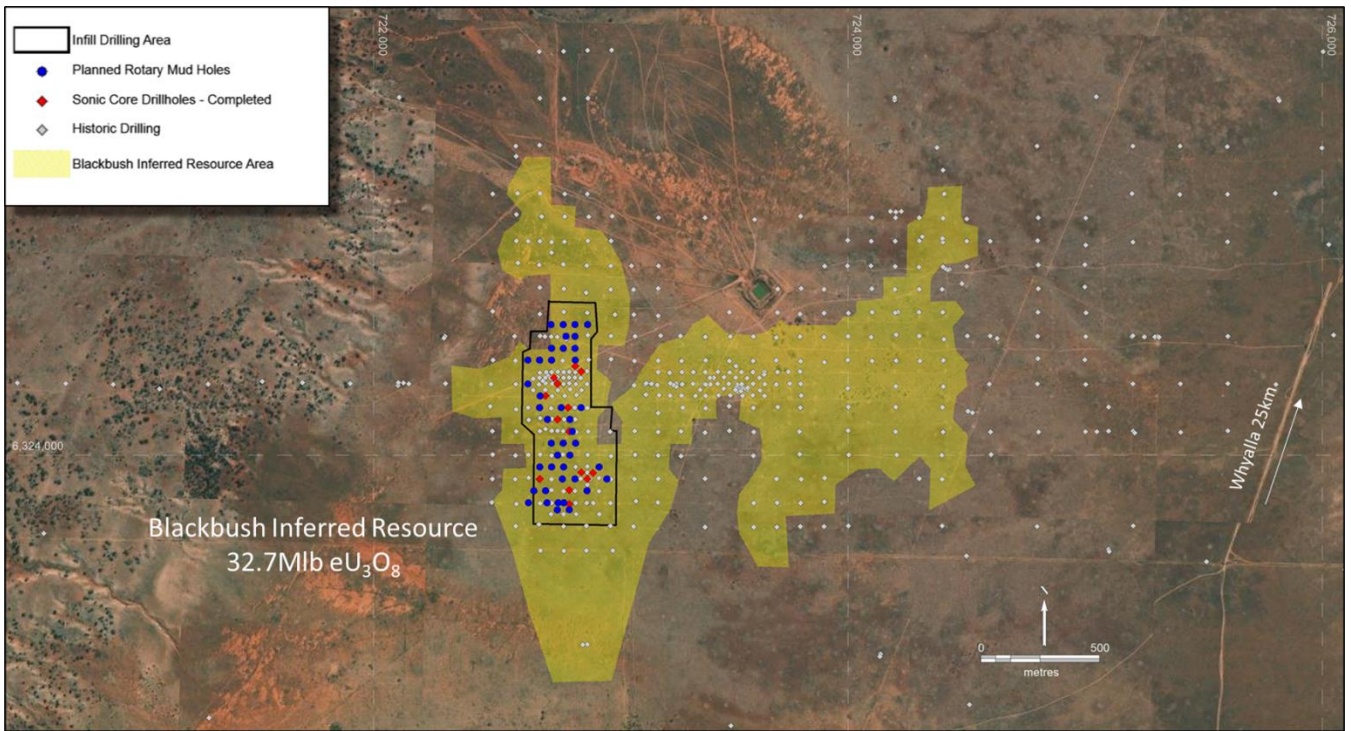 Infill Drilling Area
Planned Rotary Mud Holes
Sonic Core Drillholes - Completed
Historic Drilling
Blackbush Inferred Resource Area
722,000
724,000
726,000
6,324,000
Whyalla 25km
Blackbush Inferred Resource
32.7Mlb eU₃O₈
0 500
metres